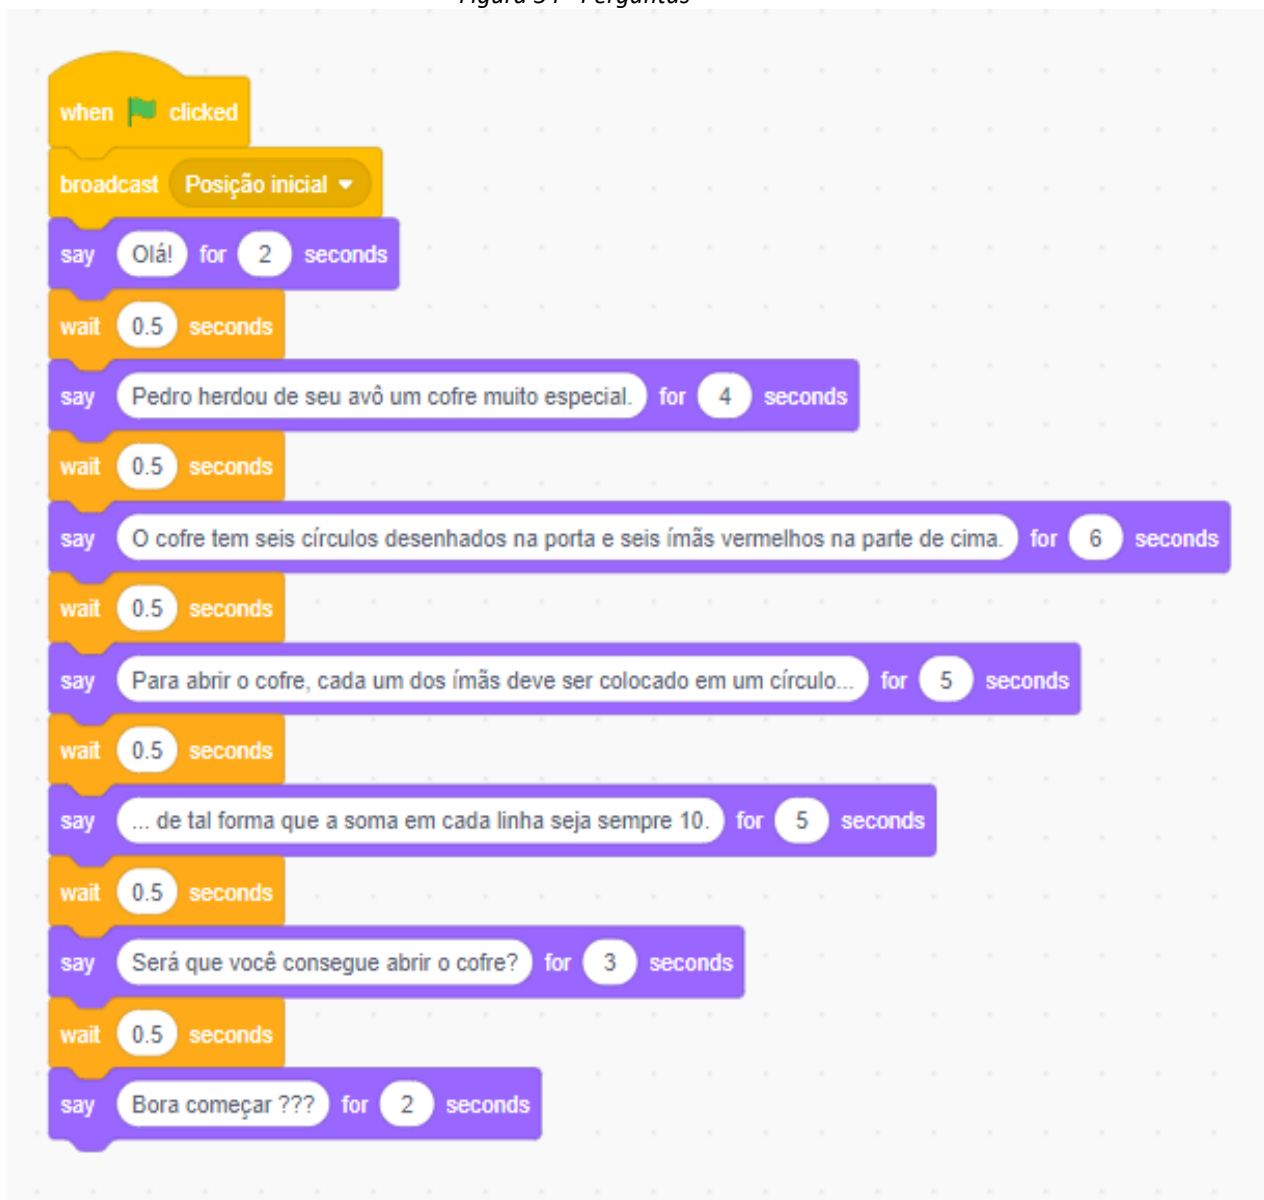 when clicked
broadcast Posição inicial
say Olá! for 2 seconds
wait 0.5 seconds
say Pedro herdou de seu avô um cofre muito especial. for 4 seconds
wait 0.5 seconds
say O cofre tem seis círculos desenhados na porta e seis ímãs vermelhos na parte de cima. for 6 seconds
wait 0.5 seconds
say Para abrir o cofre, cada um dos ímãs deve ser colocado em um círculo... for 5 seconds
wait 0.5 seconds
say ... de tal forma que a soma em cada linha seja sempre 10. for 5 seconds
wait 0.5 seconds
say Será que você consegue abrir o cofre? for 3 seconds
wait 0.5 seconds
say Bora começar ??? for 2 seconds